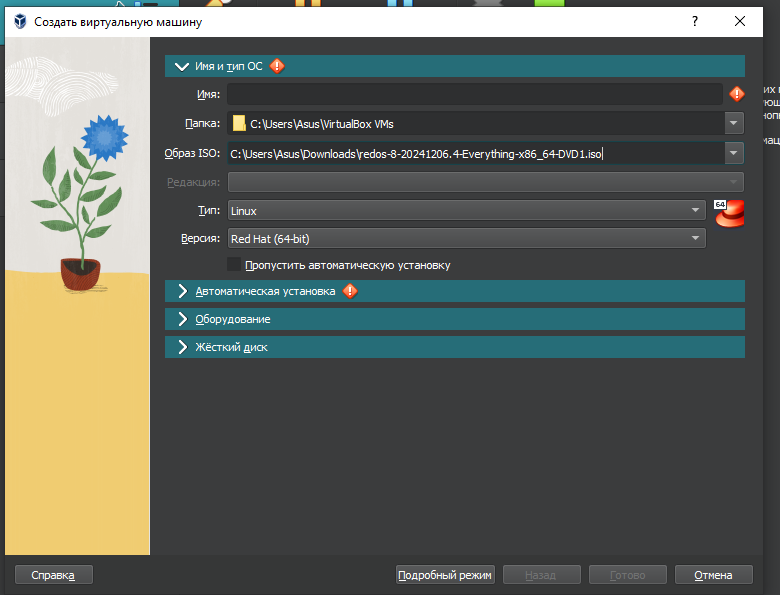 Создать виртуальную машину
? 
Имя и тип ОС
Имя:
Папка: C:\Users\Asus\VirtualBox VMs
Образ ISO: C:\Users\Asus\Downloads\redos-8-20241206.4-Everything-x86_64-DVD1.iso
Редакция:
Тип: Linux
64
Версия: Red Hat (64-bit)
Пропустить автоматическую установку
Автоматическая установка
Оборудование
Жёсткий диск
Справка
Подробный режим
Назад
Готово
Отмена